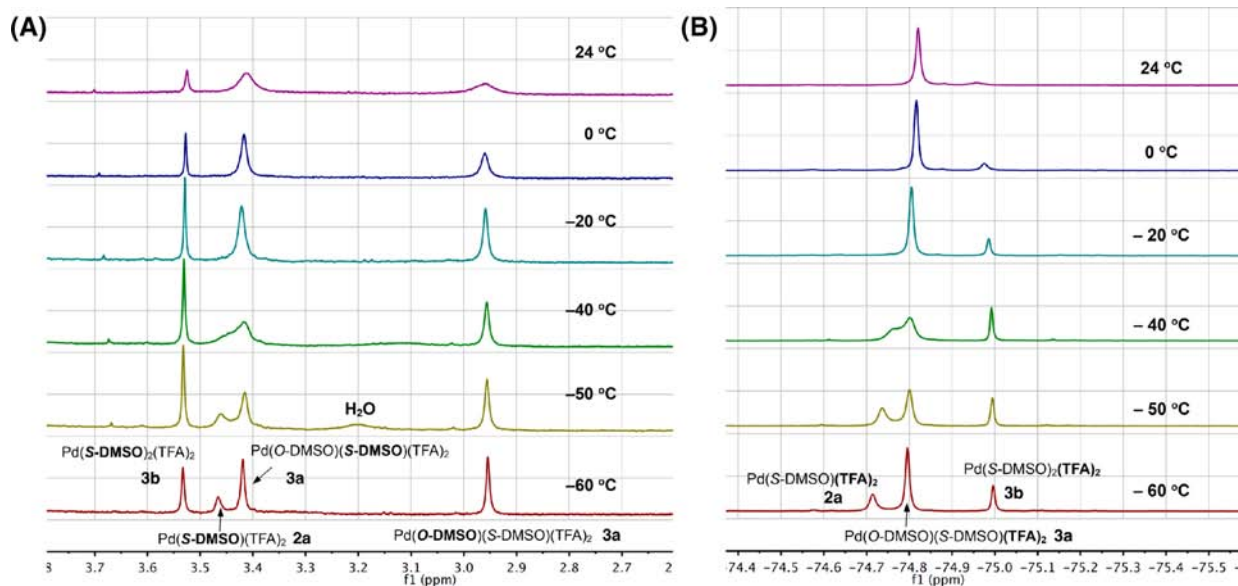 (A)
24 °C
0 °C
–20 °C
–40 °C
–50 °C
H₂O
Pd(S-DMSO)₂(TFA)₂
3b
Pd(O-DMSO)(S-DMSO)(TFA)₂
3a
–60 °C
Pd(S-DMSO)(TFA)₂ 2a
Pd(O-DMSO)(S-DMSO)(TFA)₂ 3a
3.7 3.6 3.5 3.4 3.3 3.2 3.1 3.0 2.9 2.8 2.7 2
f1 (ppm)
(B)
24 °C
0 °C
– 20 °C
– 40 °C
– 50 °C
Pd(S-DMSO)(TFA)₂
2a
Pd(S-DMSO)₂(TFA)₂
3b
– 60 °C
Pd(O-DMSO)(S-DMSO)(TFA)₂ 3a
-74.4 -74.5 -74.6 -74.7 -74.8 -74.9 -75.0 -75.1 -75.2 -75.3 -75.4 -75.5
f1 (ppm)